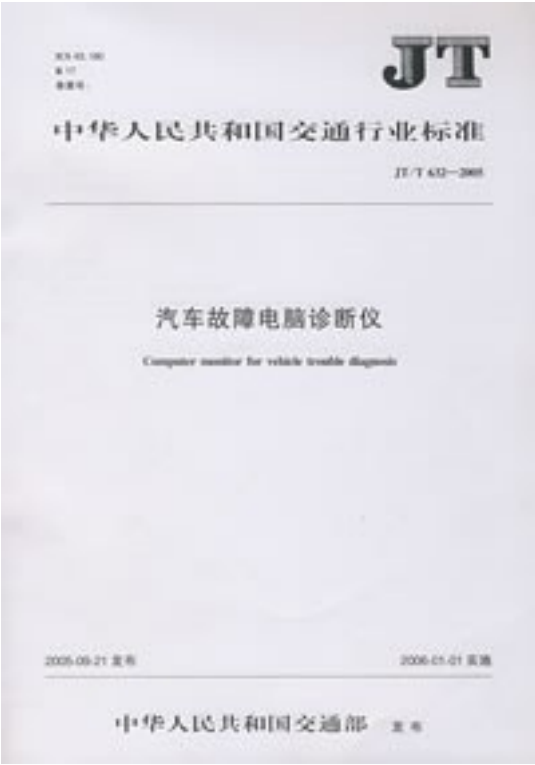 JT
中华人民共和国交通行业标准
JT/T 632—2005
汽车故障电脑诊断仪
Computer monitor for vehicle trouble diagnosis
2005-09-21 发布
2006-01-01 实施
中华人民共和国交通部 发布